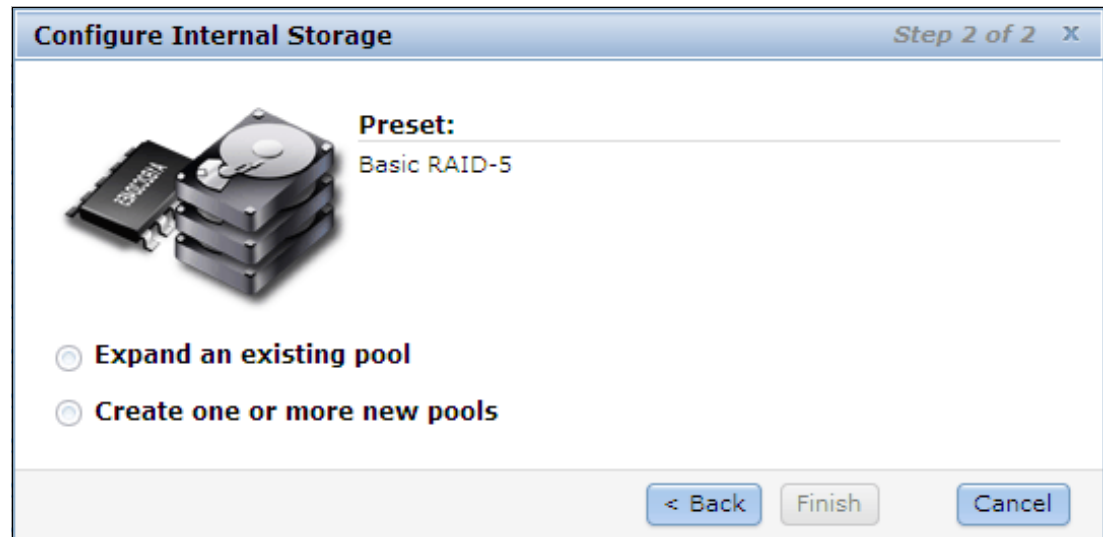 Configure Internal Storage
Step 2 of 2 x
Preset:
Basic RAID-5
Expand an existing pool
Create one or more new pools
< Back Finish Cancel